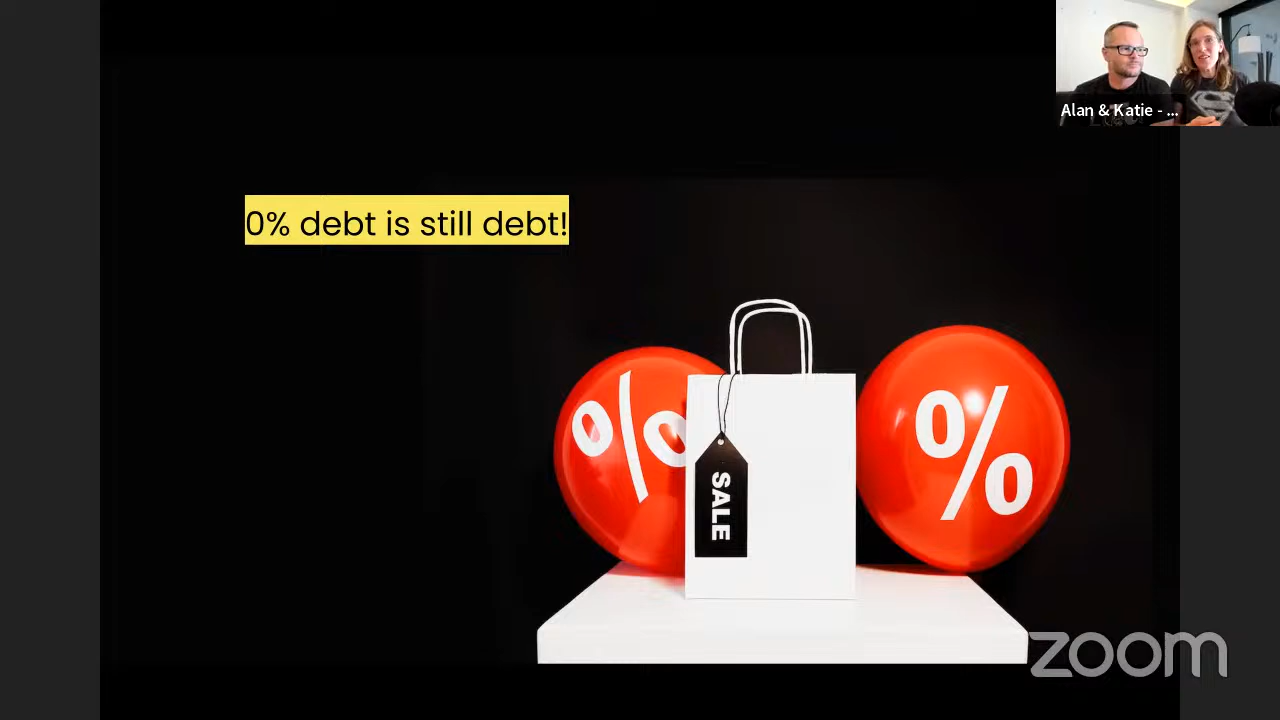 Alan & Katie - ...
0% debt is still debt!
%
%
SALE
zoom